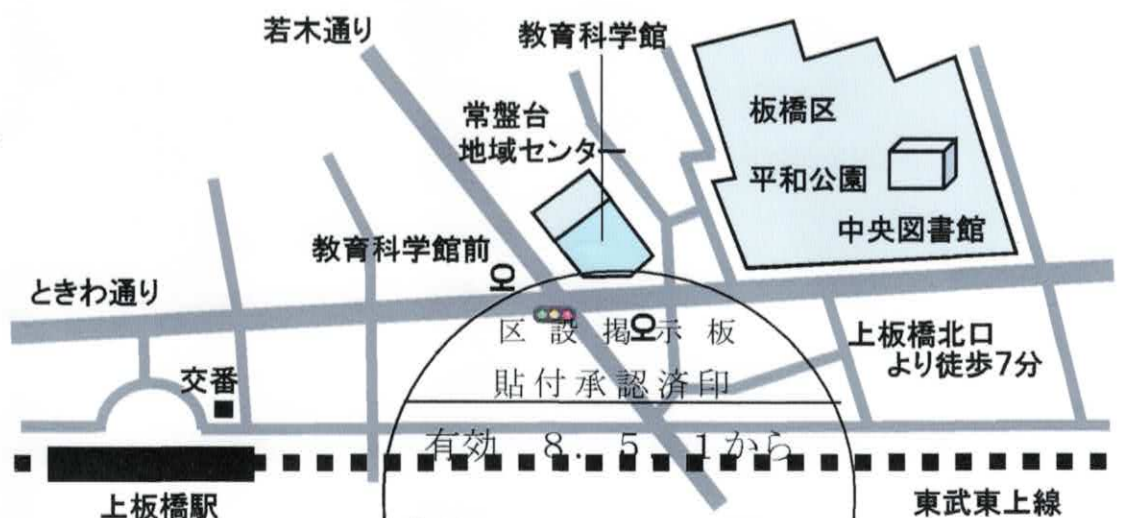 若木通り
教育科学館
常盤台
地域センター
板橋区
平和公園
中央図書館
教育科学館前
ときわ通り
区設掲示板
上板橋北口
より徒歩7分
貼付承認済印
交番
有効 8. 5. 1から
上板橋駅
東武東上線